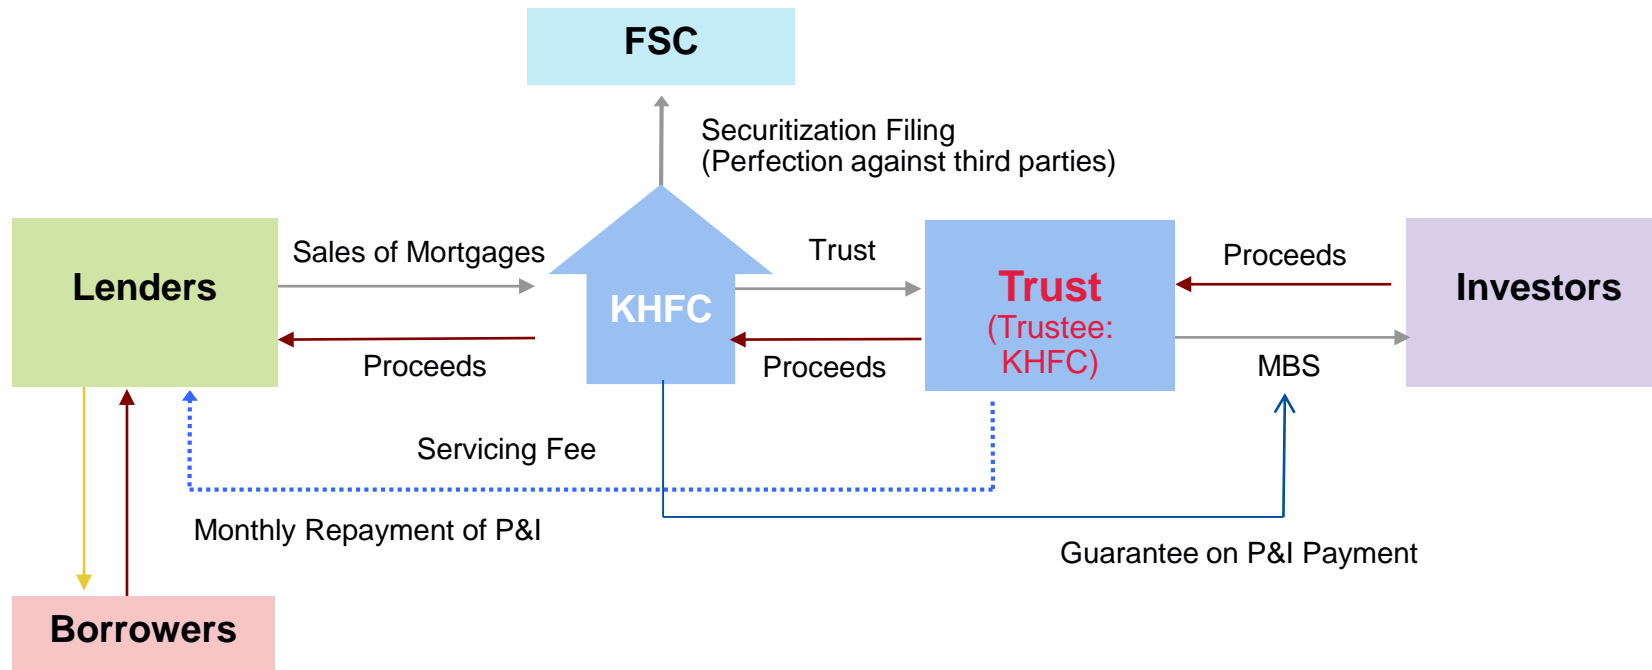 FSC
Securitization Filing
(Perfection against third parties)
Lenders
Sales of Mortgages
Proceeds
KHFC
Trust
Proceeds
Trust
(Trustee:
KHFC)
Proceeds
MBS
Investors
Servicing Fee
Monthly Repayment of P&I
Guarantee on P&I Payment
Borrowers